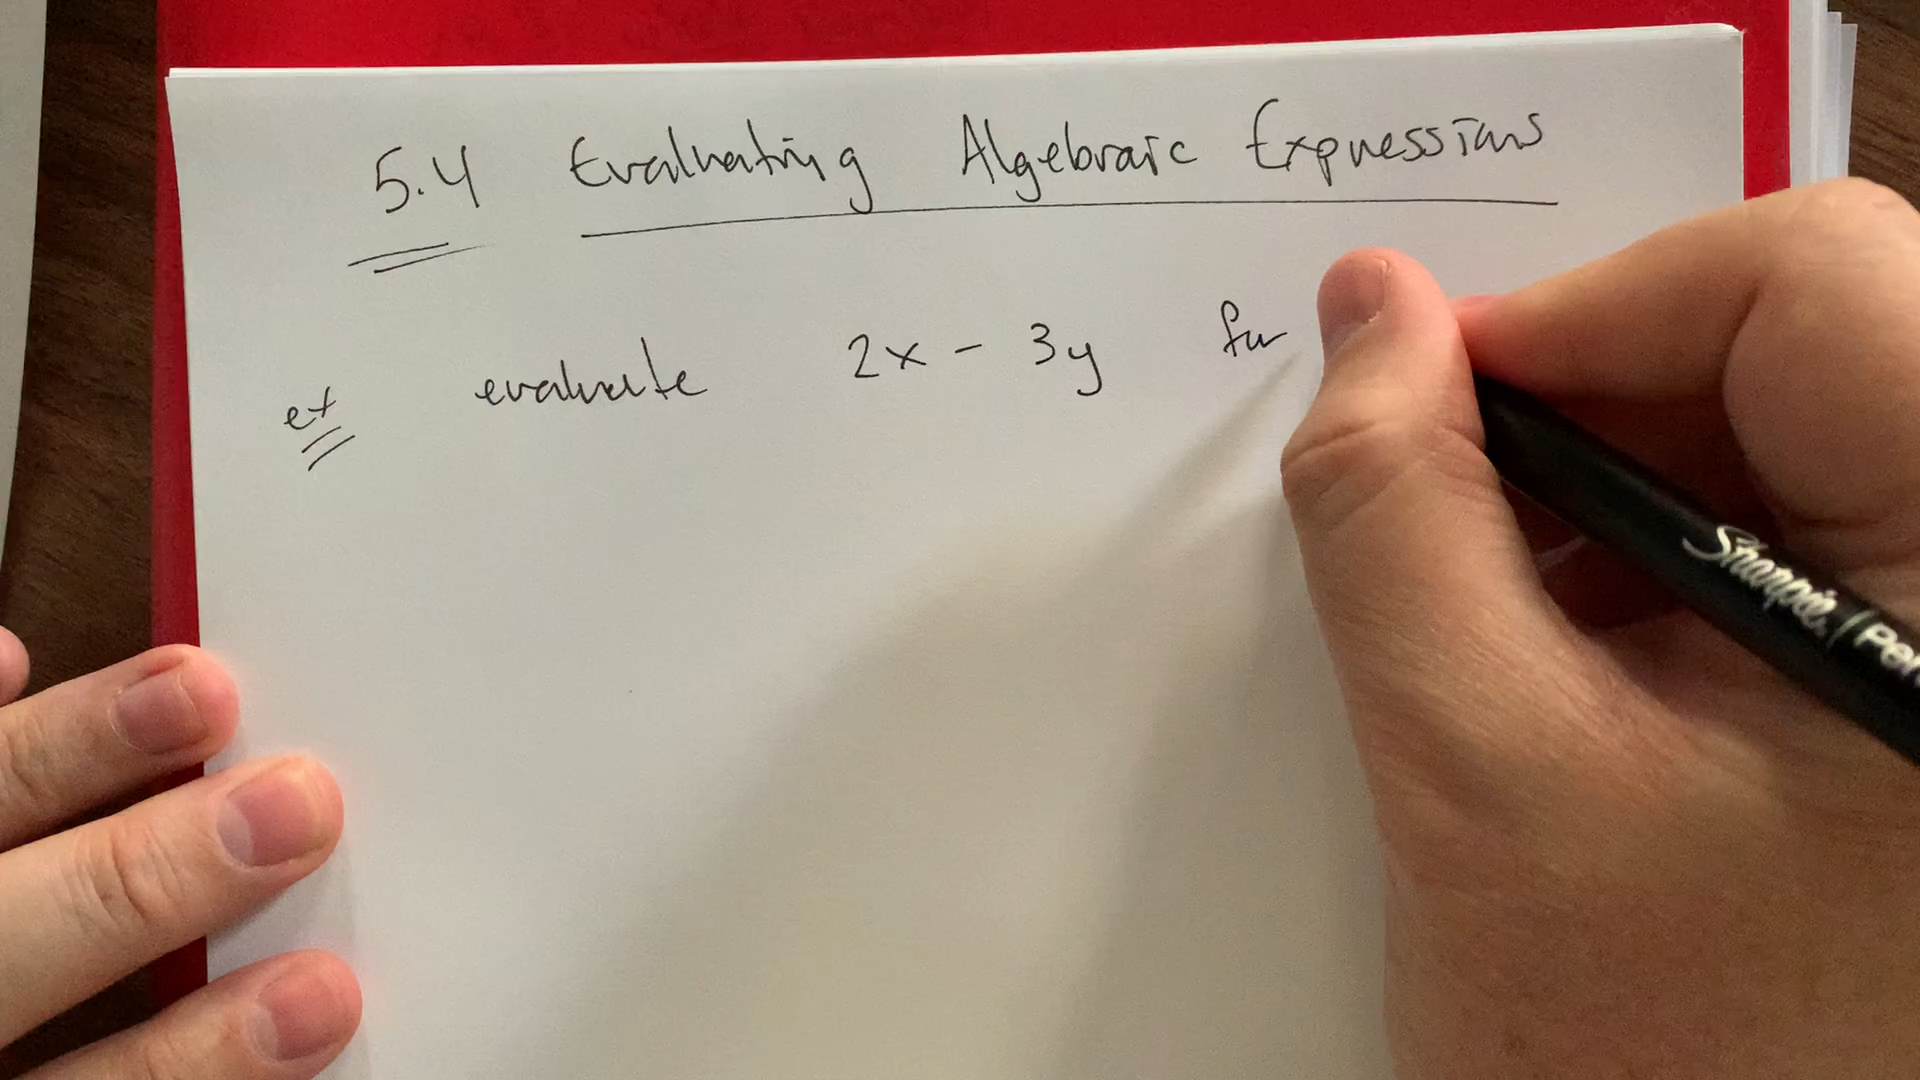 5.4 Evaluating Algebraic Expressions
ex evaluate 2x - 3y for
Sharpie. | Pen